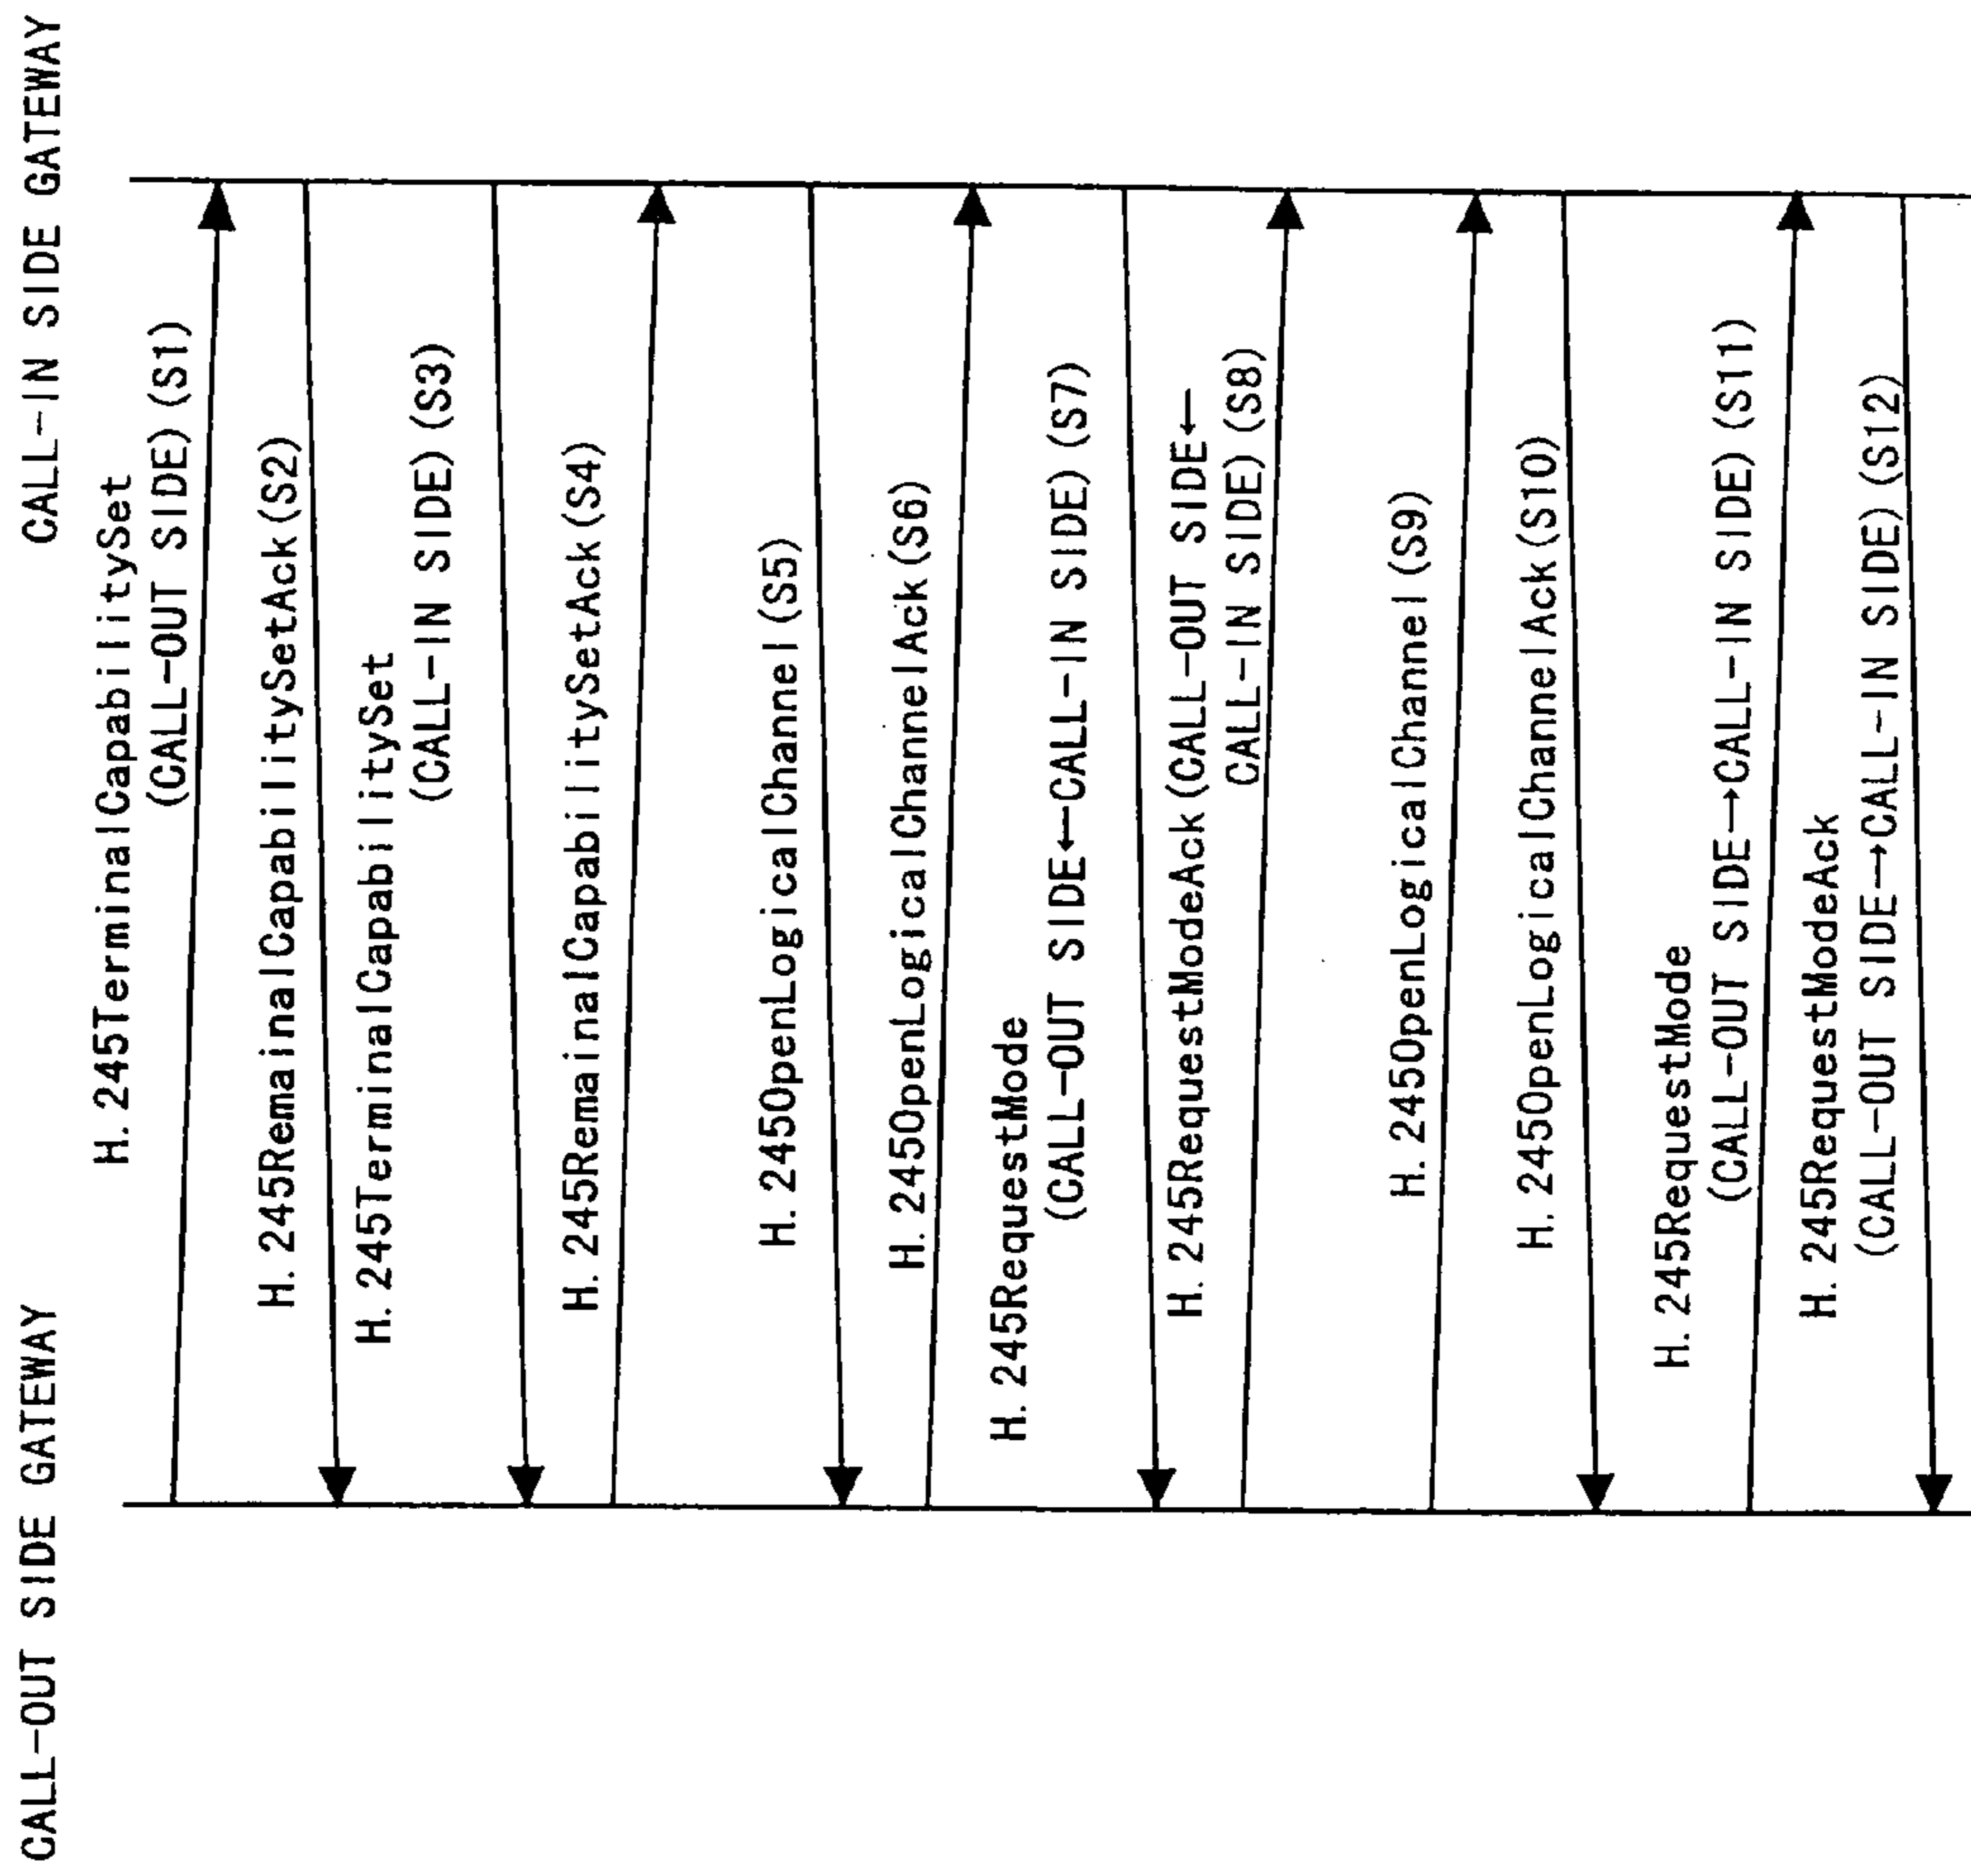 CALL-OUT SIDE GATEWAY
CALL-IN SIDE GATEWAY
H.245TerminalCapabilitySet
(CALL-OUT SIDE)(S1)
H.245RemainalCapabilitySetAck(S2)
H.245TerminalCapabilitySet
(CALL-IN SIDE)(S3)
H.245RemainalCapabilitySetAck(S4)
H.245OpenLogicalChannel(S5)
H.245OpenLogicalChannelAck(S6)
H.245RequestMode
(CALL-OUT SIDE←CALL-IN SIDE)(S7)
H.245RequestModeAck(CALL-OUT SIDE←
CALL-IN SIDE)(S8)
H.245OpenLogicalChannel(S9)
H.245OpenLogicalChannelAck(S10)
H.245RequestMode
(CALL-OUT SIDE→CALL-IN SIDE)(S11)
H.245RequestModeAck
(CALL-OUT SIDE→CALL-IN SIDE)(S12)